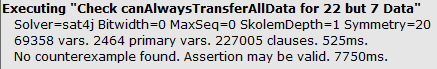 Executing "Check canAlwaysTransferAllData for 22 but 7 Data"
Solver=sat4j Bitwidth=0 MaxSeq=0 SkolemDepth=1 Symmetry=20
69358 vars. 2464 primary vars. 227005 clauses. 525ms.
No counterexample found. Assertion may be valid. 7750ms.